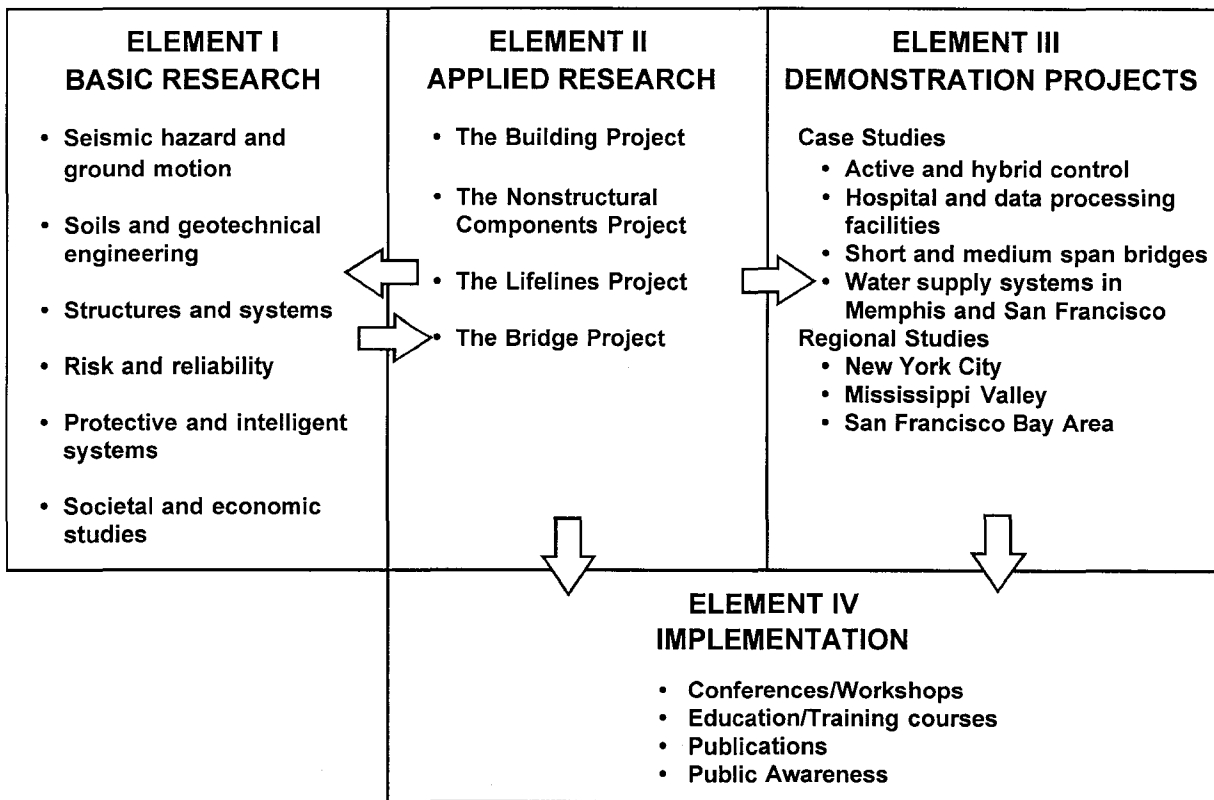 ELEMENT I
BASIC RESEARCH
• Seismic hazard and
ground motion
• Soils and geotechnical
engineering
• Structures and systems
• Risk and reliability
• Protective and intelligent
systems
• Societal and economic
studies
ELEMENT II
APPLIED RESEARCH
• The Building Project
• The Nonstructural
Components Project
• The Lifelines Project
• The Bridge Project
ELEMENT III
DEMONSTRATION PROJECTS
Case Studies
• Active and hybrid control
• Hospital and data processing
facilities
• Short and medium span bridges
• Water supply systems in
Memphis and San Francisco
Regional Studies
• New York City
• Mississippi Valley
• San Francisco Bay Area
ELEMENT IV
IMPLEMENTATION
• Conferences/Workshops
• Education/Training courses
• Publications
• Public Awareness